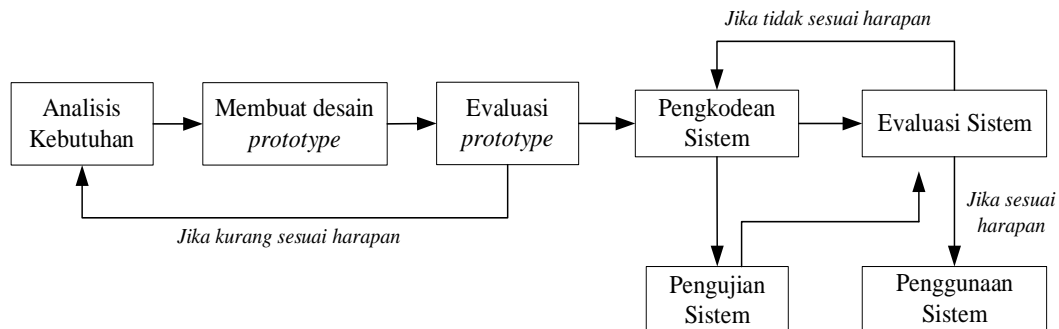 Jika tidak sesuai harapan
Analisis
Kebutuhan
Membuat desain
prototype
Evaluasi
prototype
Pengkodean
Sistem
Evaluasi Sistem
Jika kurang sesuai harapan
Jika sesuai
harapan
Pengujian
Sistem
Penggunaan
Sistem